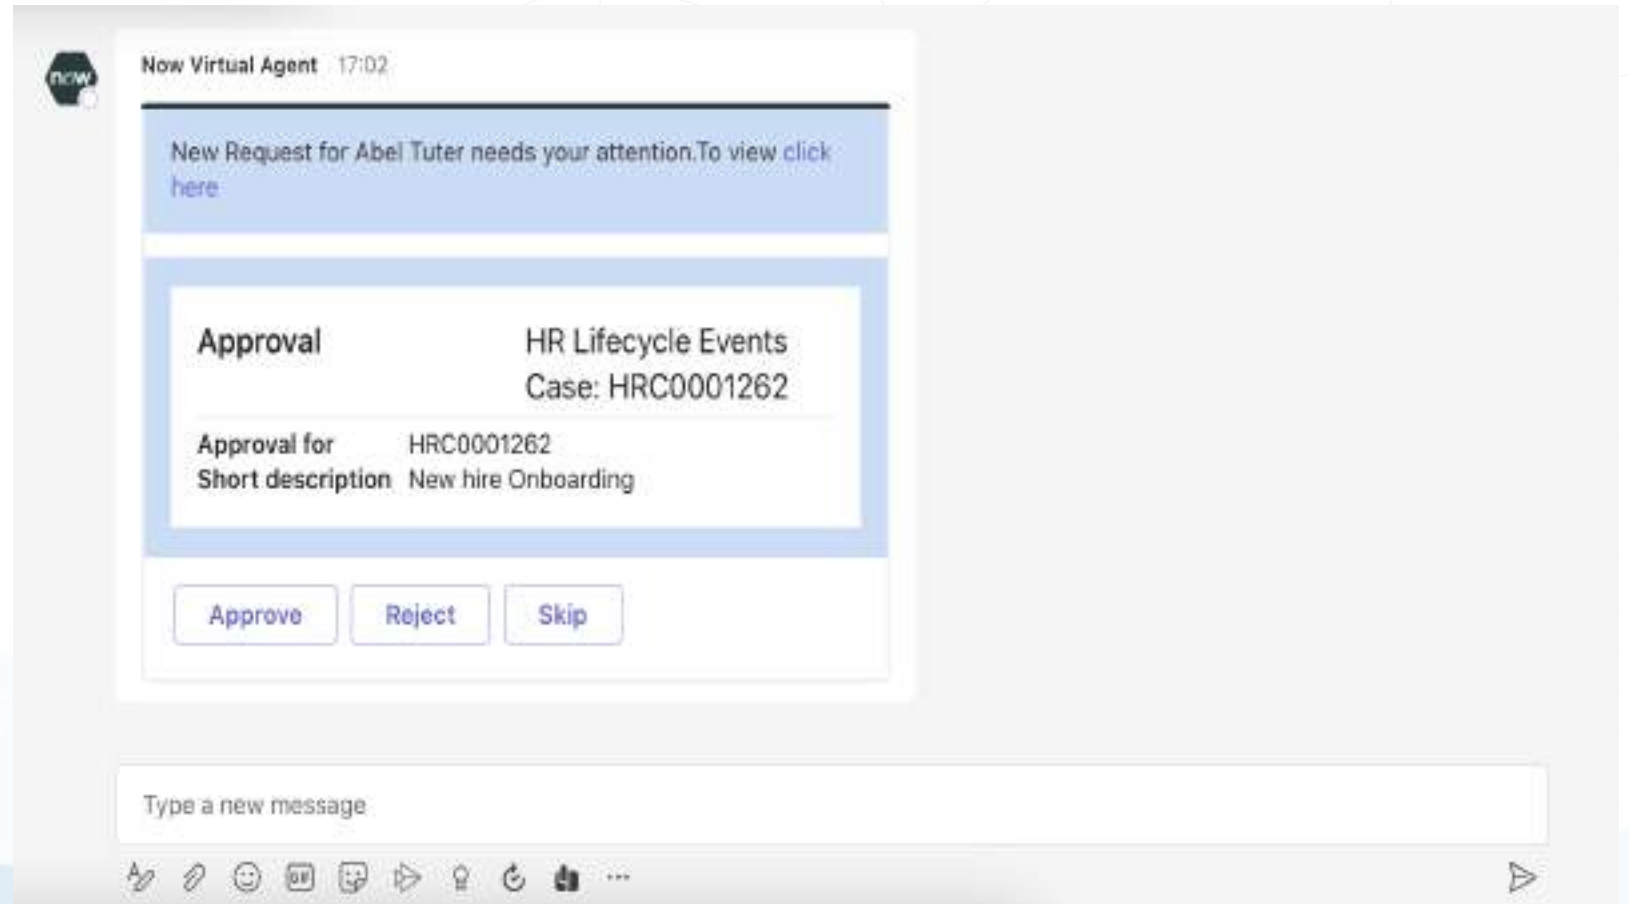 now
Now Virtual Agent 17:02
New Request for Abel Tuter needs your attention.To view click
here
Approval HR Lifecycle Events
Case: HRC0001262
Approval for HRC0001262
Short description New hire Onboarding
Approve Reject Skip
Type a new message
GIF